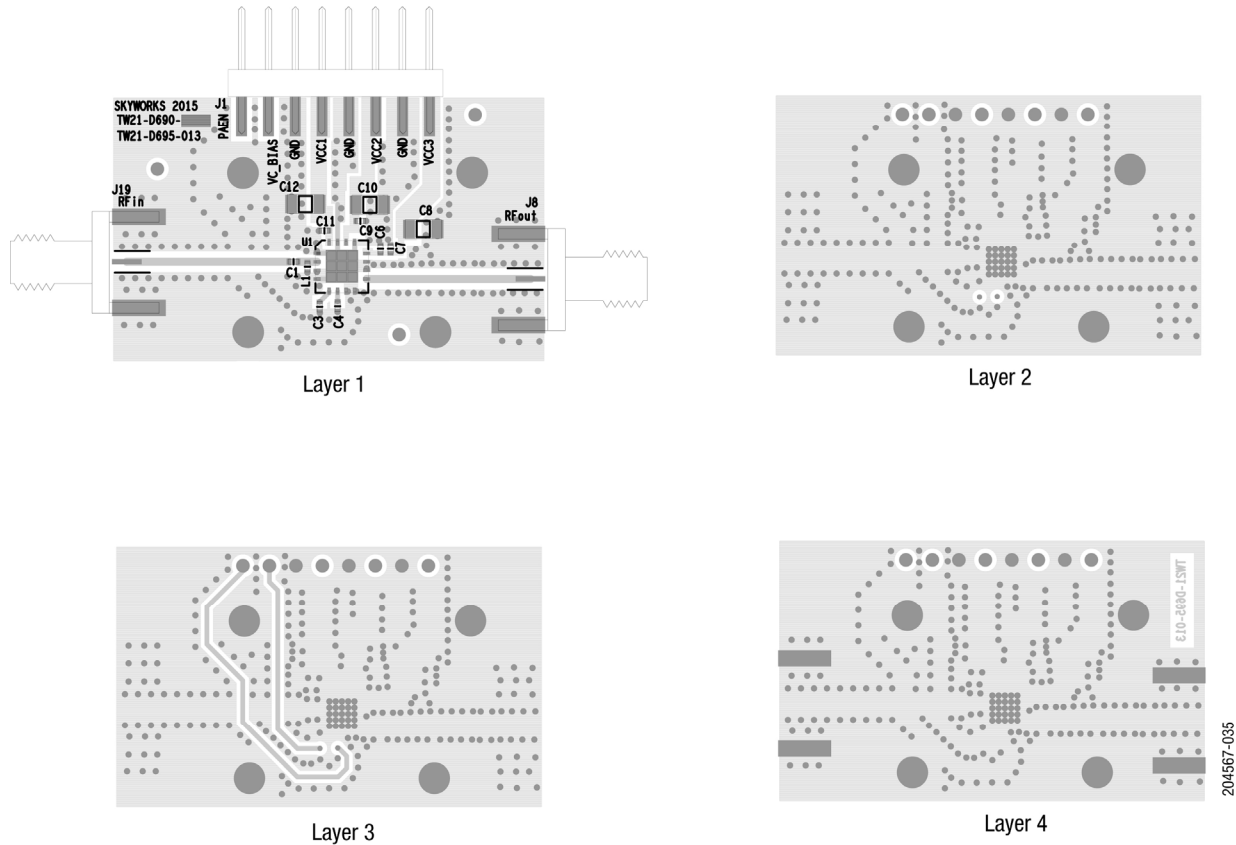 SKYWORKS 2015
TW21-D690-
TW21-D695-013
J1
PAEN
VC_BIAS
GND
VCC1
GND
VCC2
GND
VCC3
J19
RFin
C12
C10
C8
J8
RFout
C11
C9
C6
C7
U1
C1
L1
C3
C4
Layer 1
Layer 2
Layer 3
TW21-D695-013
Layer 4
204567-035